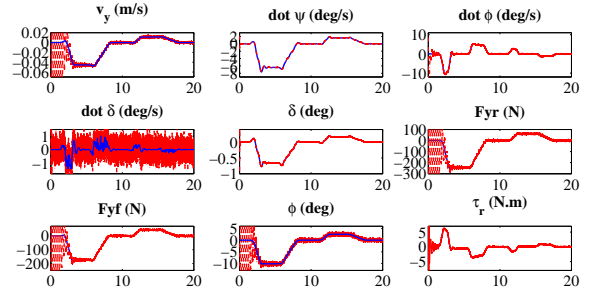 v_y (m/s)
dot ψ (deg/s)
dot ϕ (deg/s)
0.02
0
−0.02
−0.04
−0.06
0 10 20
2
0
−2
−4
−6
−8
0 10 20
10
0
−10
0 10 20
dot δ (deg/s)
δ (deg)
Fyr (N)
1
0
−1
0 10 20
0
−0.5
−1
0 10 20
100
0
−100
−200
−300
0 10 20
Fyf (N)
ϕ (deg)
τ_r (N.m)
0
−100
−200
0 10 20
5
0
−5
−10
0 10 20
5
0
−5
0 10 20